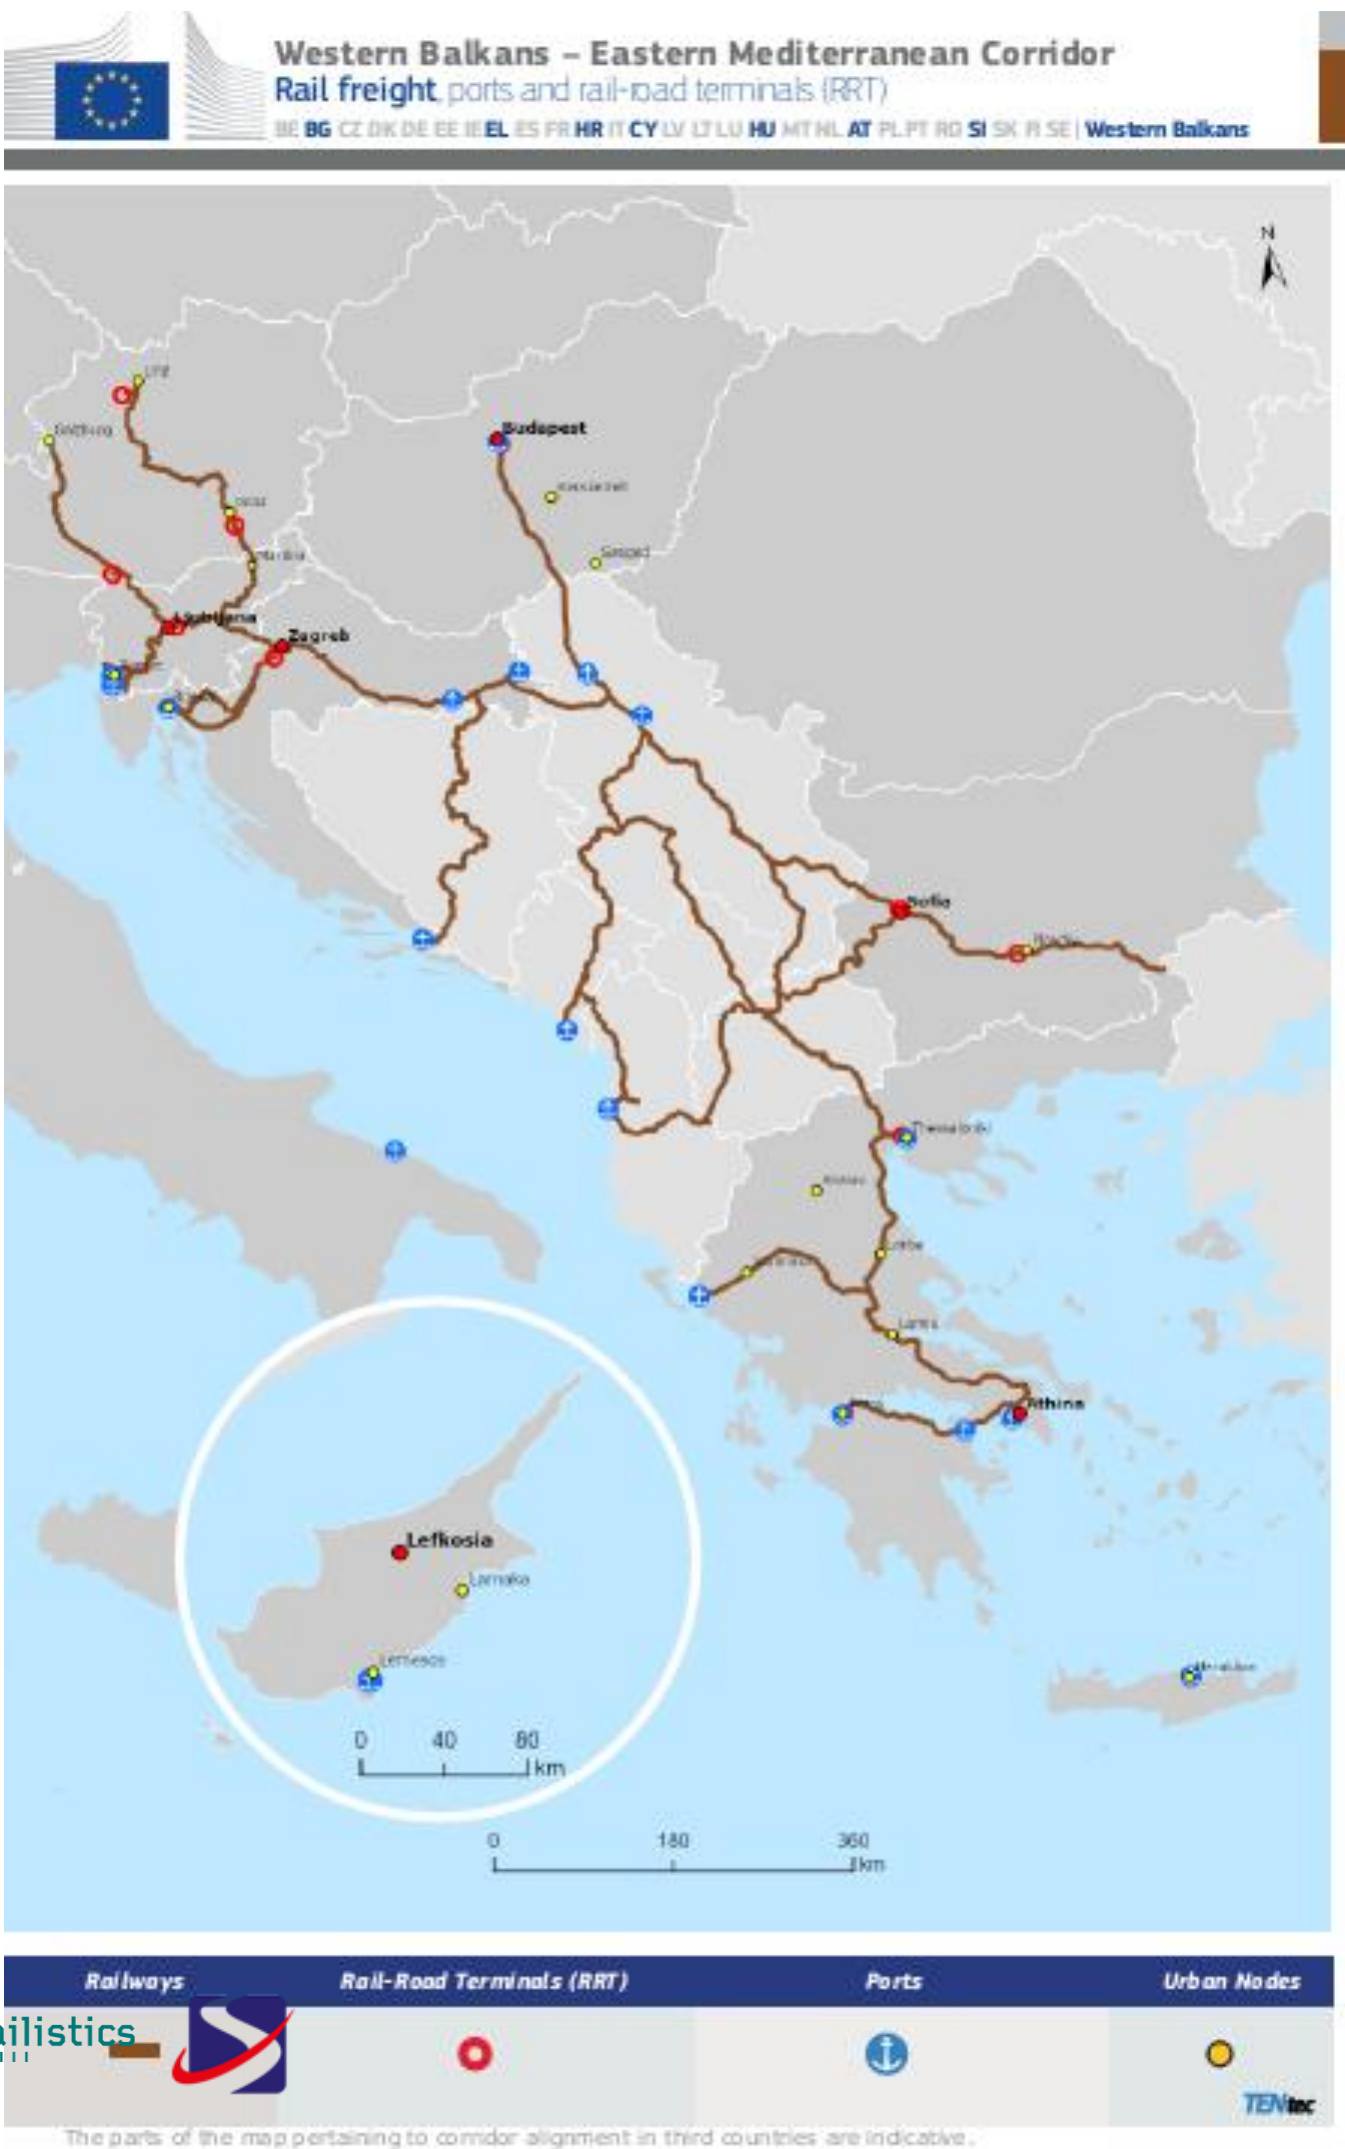 Western Balkans – Eastern Mediterranean Corridor
Rail freight, ports and rail-road terminals (RRT)
BE BG CZ DK DE EE IE EL ES FR HR IT CY LV LT LU HU MT NL AT PL PT RO SI SK FI SE | Western Balkans
N
Budapest
Szeged
Maribor
Ljubljana
Zagreb
Sofia
Thessaloniki
Lamia
Athina
Lefkosia
Larnaka
Lemesos
Heraklion
0 40 80
km
0 180 360
km
Railways Rail-Road Terminals (RRT) Ports Urban Nodes
ailistics
TENtec
The parts of the map pertaining to corridor alignment in third countries are indicative.